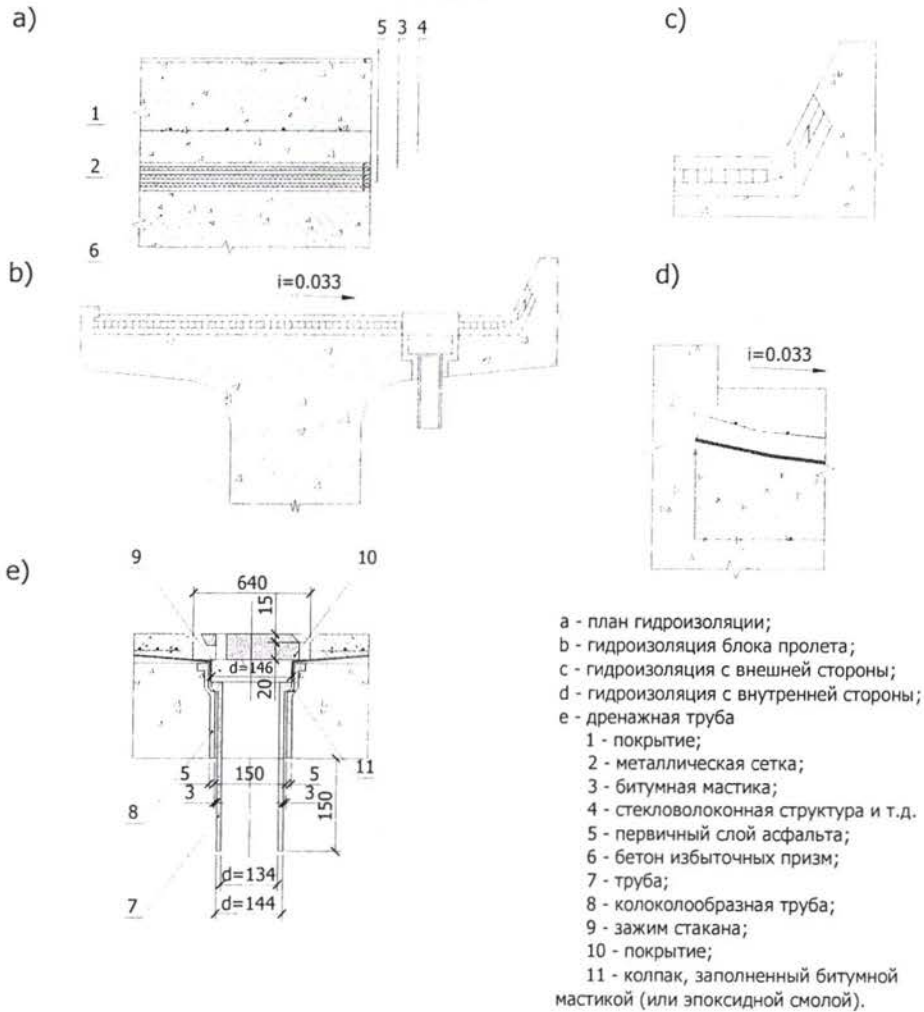 a)
5 3 4
1
2
6
c)
b)
i=0.033
d)
i=0.033
e)
9
10
640
15
d=146
20
5
150
5
11
3
3
150
8
7
d=134
d=144
a - план гидроизоляции;
b - гидроизоляция блока пролета;
c - гидроизоляция с внешней стороны;
d - гидроизоляция с внутренней стороны;
e - дренажная труба
1 - покрытие;
2 - металлическая сетка;
3 - битумная мастика;
4 - стекловолоконная структура и т.д.
5 - первичный слой асфальта;
6 - бетон избыточных призм;
7 - труба;
8 - колоколообразная труба;
9 - зажим стакана;
10 - покрытие;
11 - колпак, заполненный битумной
мастикой (или эпоксидной смолой).